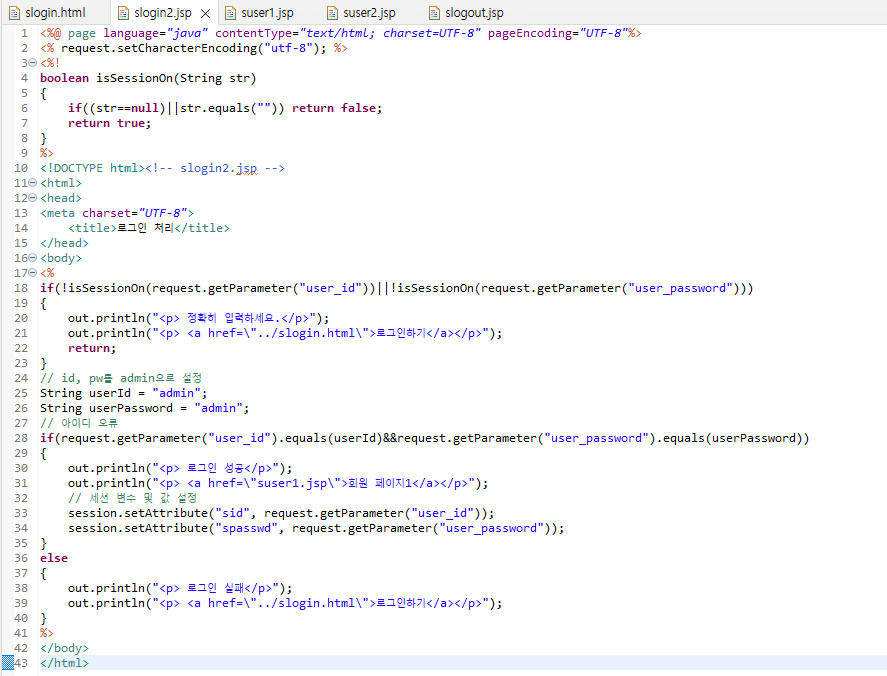 slogin.html slogin2.jsp suser1.jsp suser2.jsp slogout.jsp
1 <%@ page language="java" contentType="text/html; charset=UTF-8" pageEncoding="UTF-8"%>
2 <% request.setCharacterEncoding("utf-8"); %>
3 <%!
4 boolean isSessionOn(String str)
5 {
6     if((str==null)||str.equals("")) return false;
7     return true;
8 }
9 %>
10 <!DOCTYPE html><!-- slogin2.jsp -->
11 <html>
12 <head>
13 <meta charset="UTF-8">
14     <title>로그인 처리</title>
15 </head>
16 <body>
17 <%
18 if(!isSessionOn(request.getParameter("user_id"))||!isSessionOn(request.getParameter("user_password")))
19 {
20     out.println("<p> 정확히 입력하세요.</p>");
21     out.println("<p> <a href=\"../slogin.html\">로그인하기</a></p>");
22     return;
23 }
24 // id, pw를 admin으로 설정
25 String userId = "admin";
26 String userPassword = "admin";
27 // 아이디 오류
28 if(request.getParameter("user_id").equals(userId)&&request.getParameter("user_password").equals(userPassword))
29 {
30     out.println("<p> 로그인 성공</p>");
31     out.println("<p> <a href=\"suser1.jsp\">회원 페이지1</a></p>");
32     // 세션 변수 및 값 설정
33     session.setAttribute("sid", request.getParameter("user_id"));
34     session.setAttribute("spasswd", request.getParameter("user_password"));
35 }
36 else
37 {
38     out.println("<p> 로그인 실패</p>");
39     out.println("<p> <a href=\"../slogin.html\">로그인하기</a></p>");
40 }
41 %>
42 </body>
43 </html>